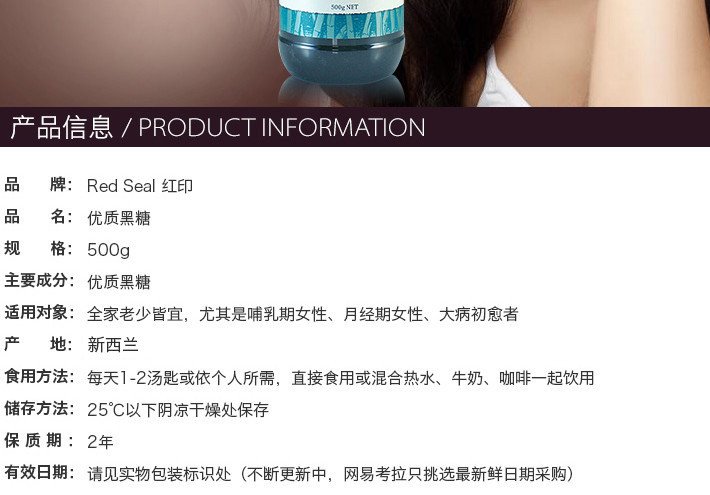 500g NET
产品信息 / PRODUCT INFORMATION
品 牌： Red Seal 红印
品 名： 优质黑糖
规 格： 500g
主要成分： 优质黑糖
适用对象： 全家老少皆宜，尤其是哺乳期女性、月经期女性、大病初愈者
产 地： 新西兰
食用方法： 每天1-2汤匙或依个人所需，直接食用或混合热水、牛奶、咖啡一起饮用
储存方法： 25℃以下阴凉干燥处保存
保 质 期 ： 2年
有效日期： 请见实物包装标识处（不断更新中，网易考拉只挑选最新鲜日期采购）